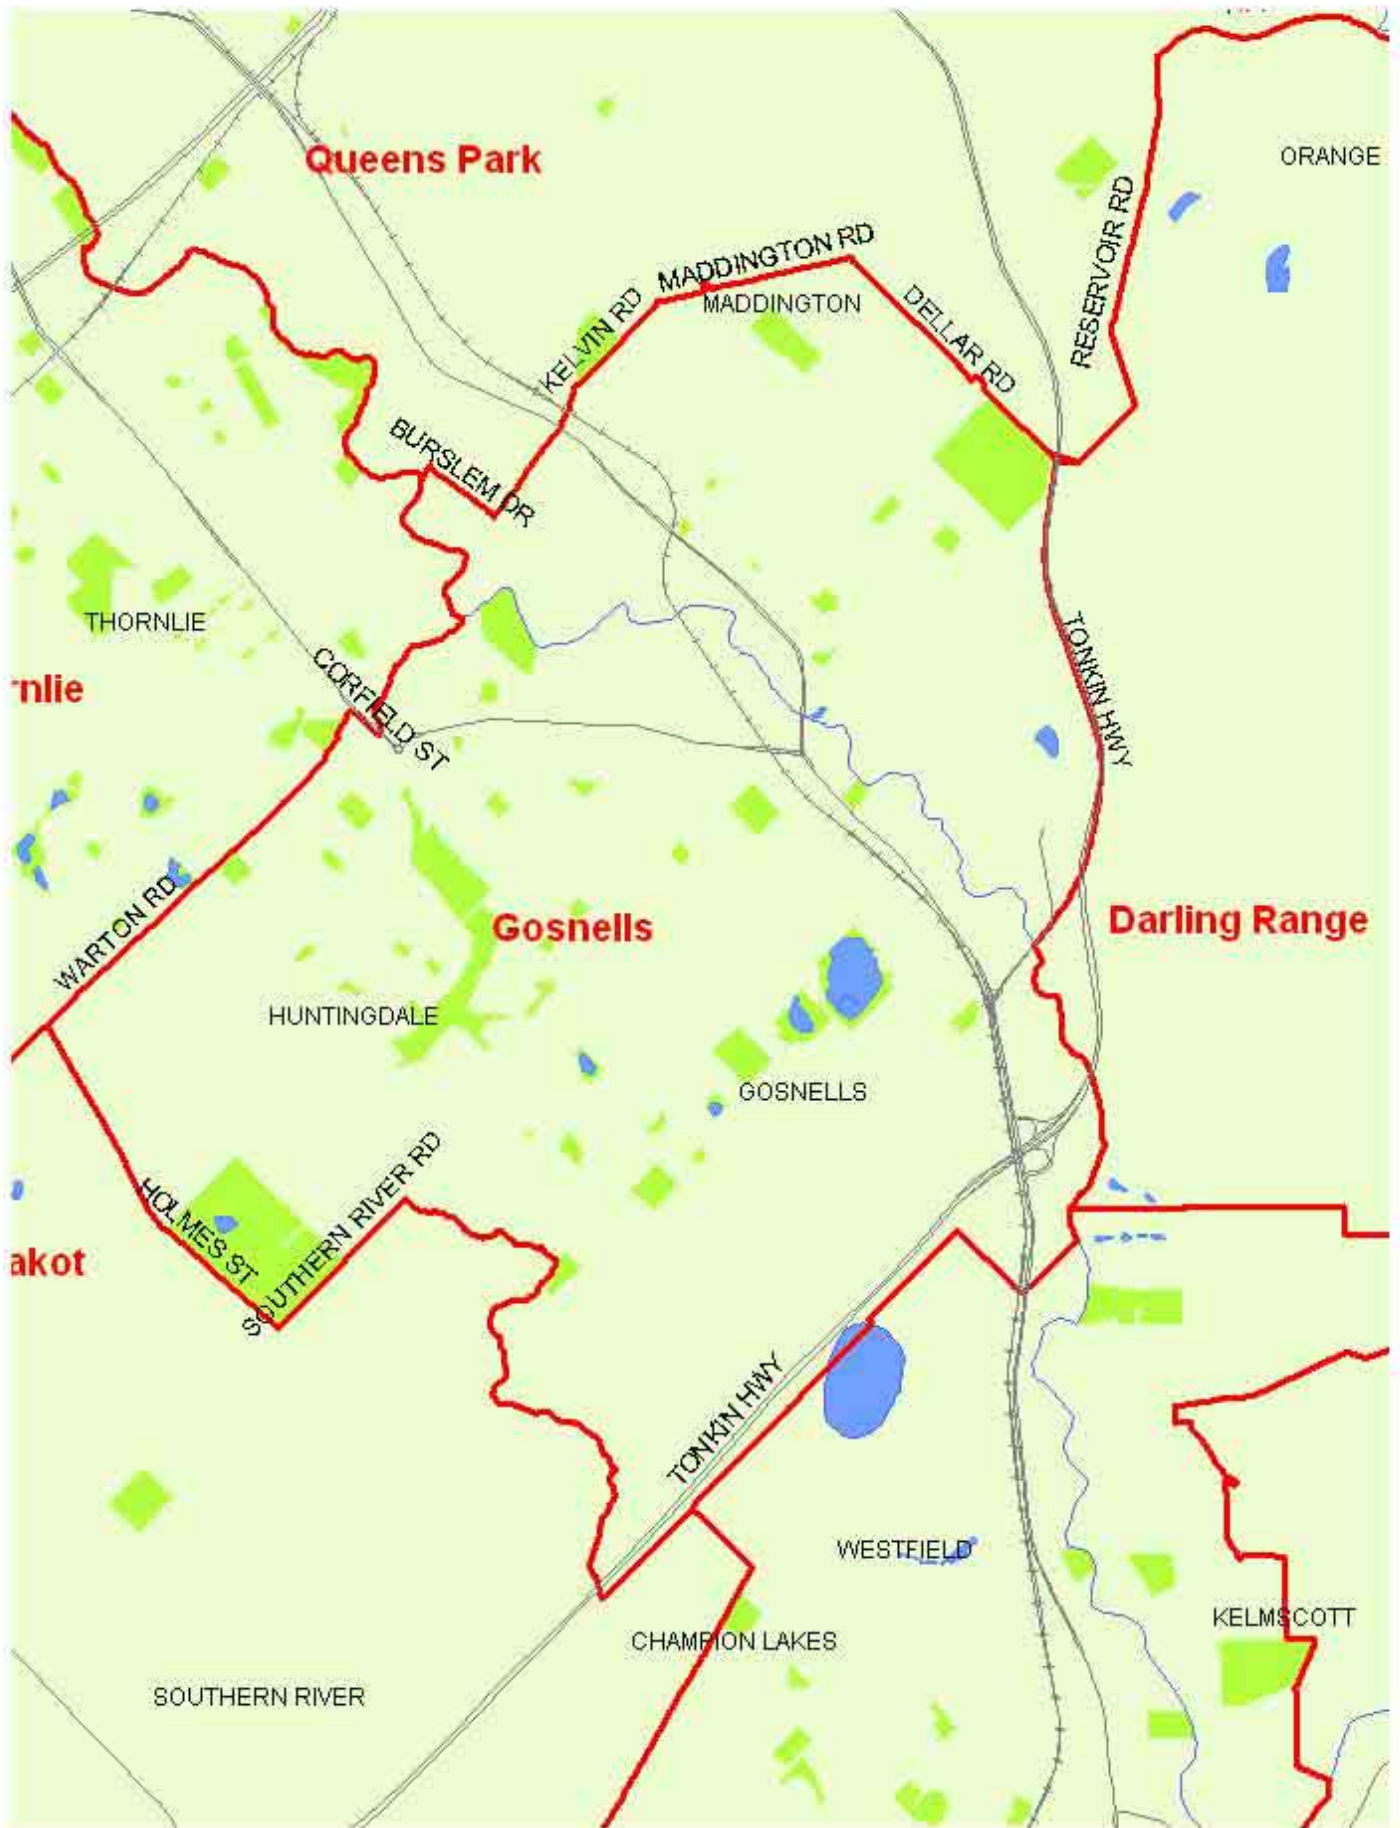 Queens Park
ORANGE
RESERVOIR RD
MADDINGTON RD
MADDINGTON
KELVIN RD
DELLAR RD
BURSLEM DR
THORNLIE
CORFIELD ST
rnlie
TONKIN HWY
WARTON RD
Gosnells
Darling Range
HUNTINGDALE
GOSNELLS
HOLMES ST
SOUTHERN RIVER RD
akot
TONKIN HWY
WESTFIELD
KELMSCOTT
CHAMPION LAKES
SOUTHERN RIVER